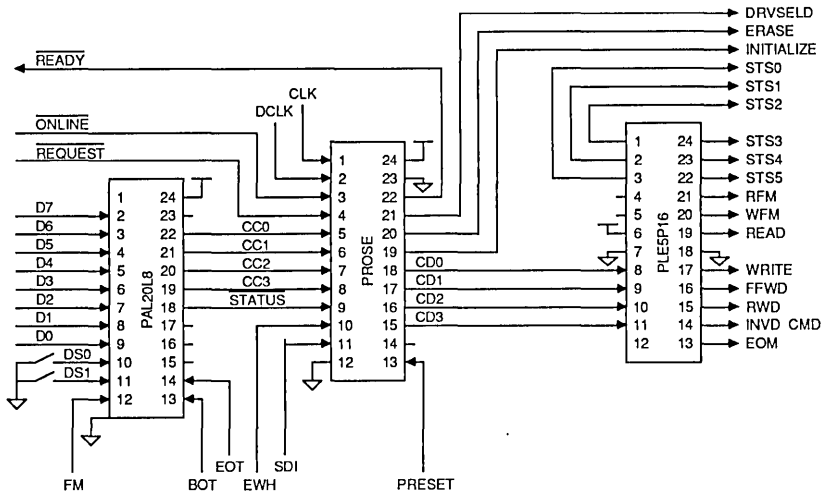 DRVSELD
ERASE
INITIALIZE
READY
STS0
STS1
STS2
CLK
DCLK
ONLINE
REQUEST
D7
D6
D5
D4
D3
D2
D1
D0
DS0
DS1
1 24
2 23
3 22
4 21
5 20
6 19
7 18
8 17
9 16
10 15
11 14
12 13
PAL20L8
CC0
CC1
CC2
CC3
STATUS
1 24
2 23
3 22
4 21
5 20
6 19
7 18
8 17
9 16
10 15
11 14
12 13
PROSE
CD0
CD1
CD2
CD3
1 24
2 23
3 22
4 21
5 20
6 19
7 18
8 17
9 16
10 15
11 14
12 13
PLE5P16
STS3
STS4
STS5
RFM
WFM
READ
WRITE
FFWD
RWD
INVD CMD
EOM
FM
BOT
EOT
EWH
SDI
PRESET